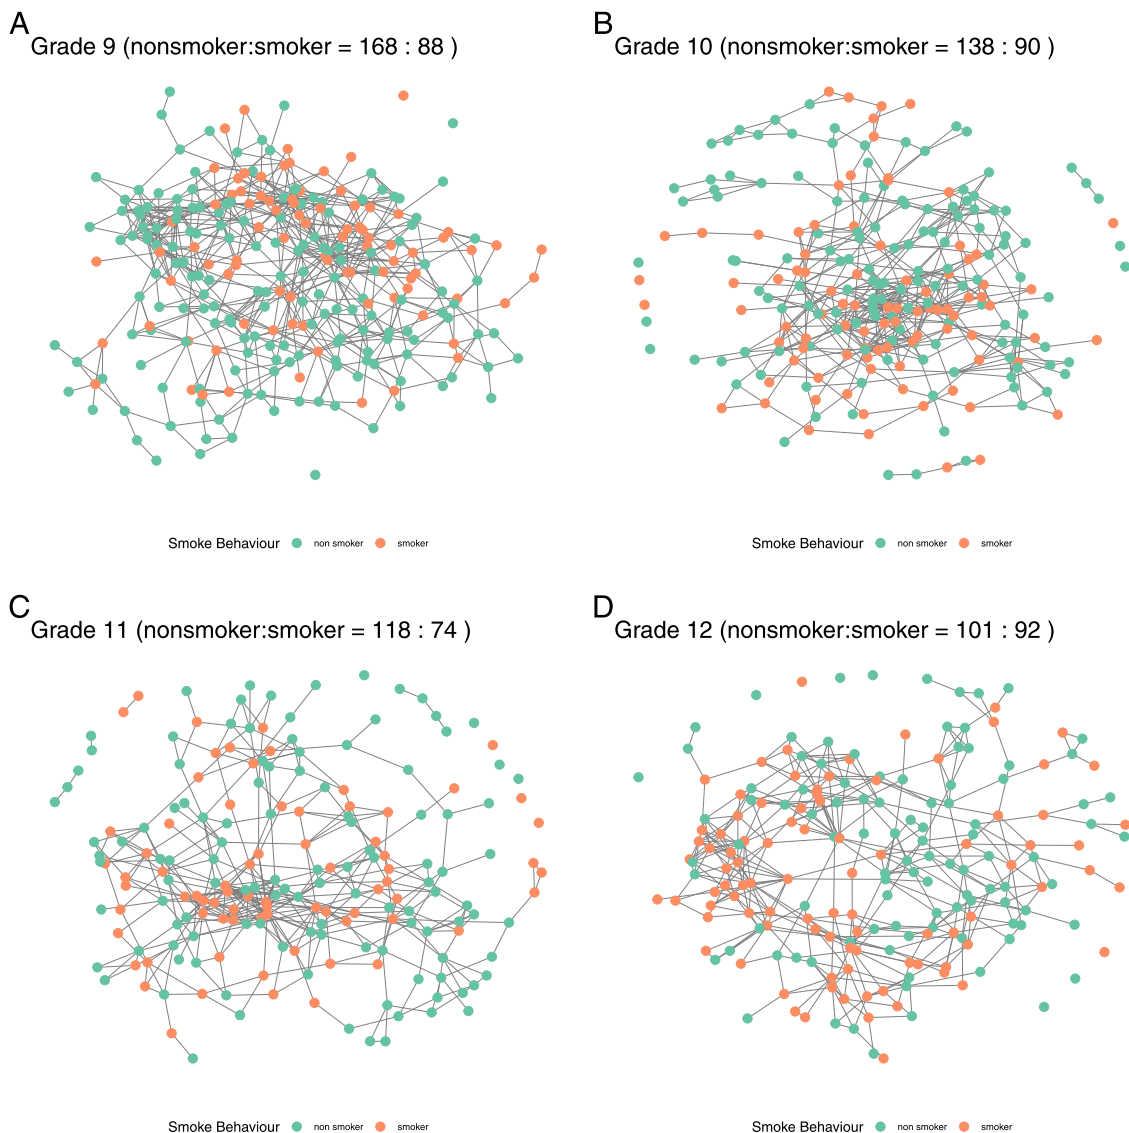 A
Grade 9 (nonsmoker:smoker = 168 : 88 )
Smoke Behaviour non smoker smoker
B
Grade 10 (nonsmoker:smoker = 138 : 90 )
Smoke Behaviour non smoker smoker
C
Grade 11 (nonsmoker:smoker = 118 : 74 )
Smoke Behaviour non smoker smoker
D
Grade 12 (nonsmoker:smoker = 101 : 92 )
Smoke Behaviour non smoker smoker